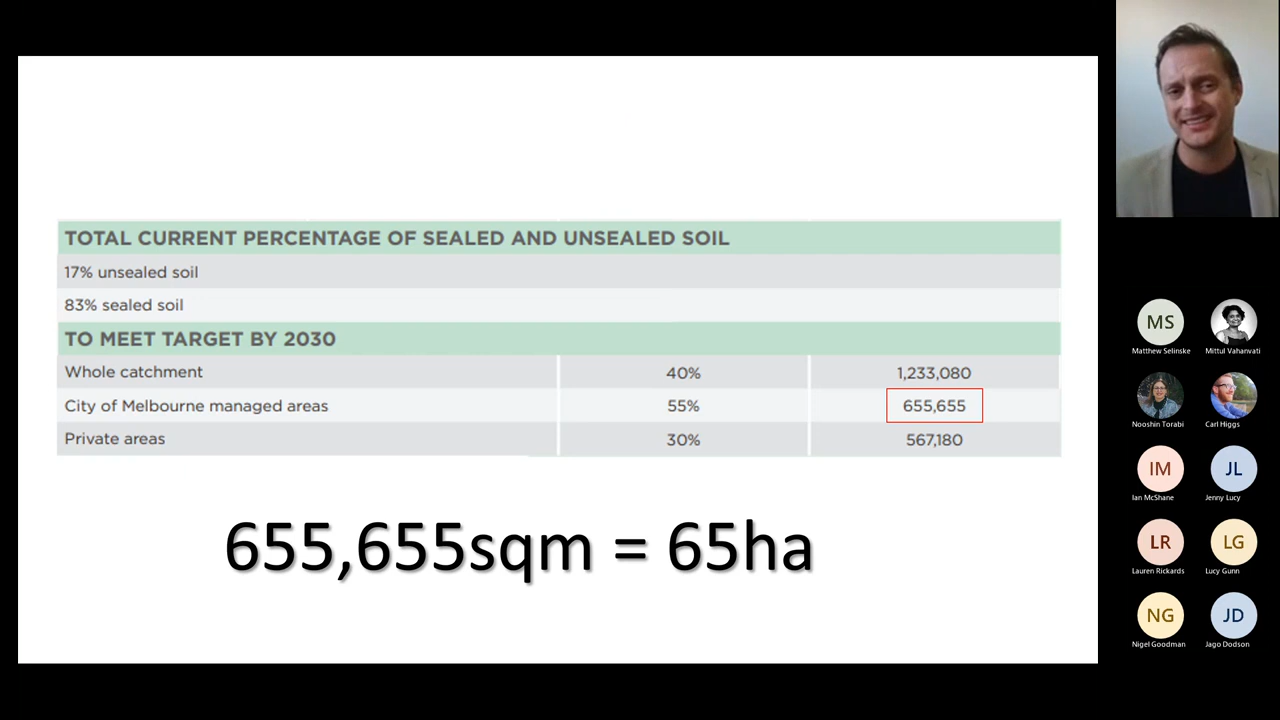 TOTAL CURRENT PERCENTAGE OF SEALED AND UNSEALED SOIL
17% unsealed soil
83% sealed soil
TO MEET TARGET BY 2030
Whole catchment 40% 1,233,080
City of Melbourne managed areas 55% 655,655
Private areas 30% 567,180
655,655sqm = 65ha
MS
Matthew Selinske Mittul Vahanvati
Nooshin Torabi Carl Higgs
IM JL
Ian McShane Jenny Lucy
LR LG
Lauren Rickards Lucy Gunn
NG JD
Nigel Goodman Jago Dodson